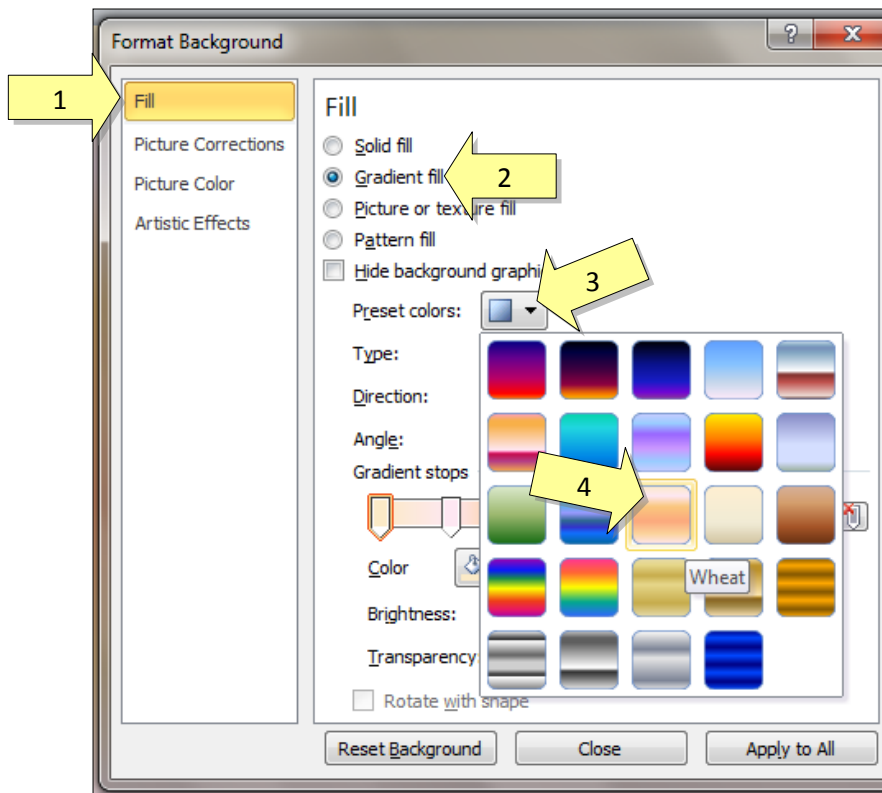 Format Background
?
X
1
Fill
Picture Corrections
Picture Color
Artistic Effects
Fill
Solid fill
Gradient fill
2
Picture or texture fill
Pattern fill
Hide background graphi
3
Preset colors:
Type:
Direction:
Angle:
Gradient stops
4
Color
Wheat
Brightness:
Transparency:
Rotate with shape
Reset Background
Close
Apply to All